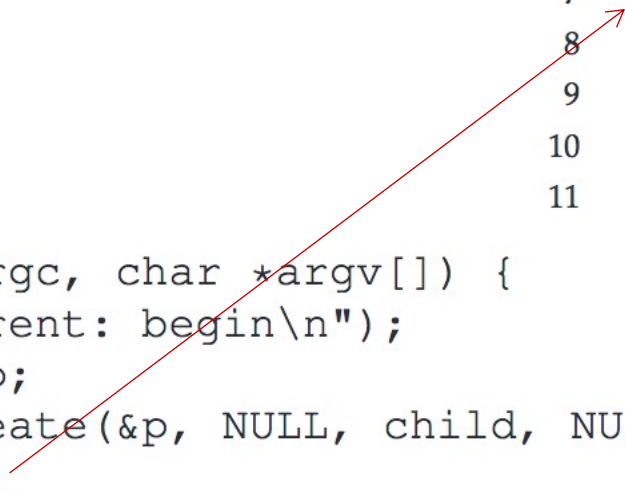 8
9
10
11
rgc, char *argv[]) {
rent: begin\n");
;
eate(&p, NULL, child, NU